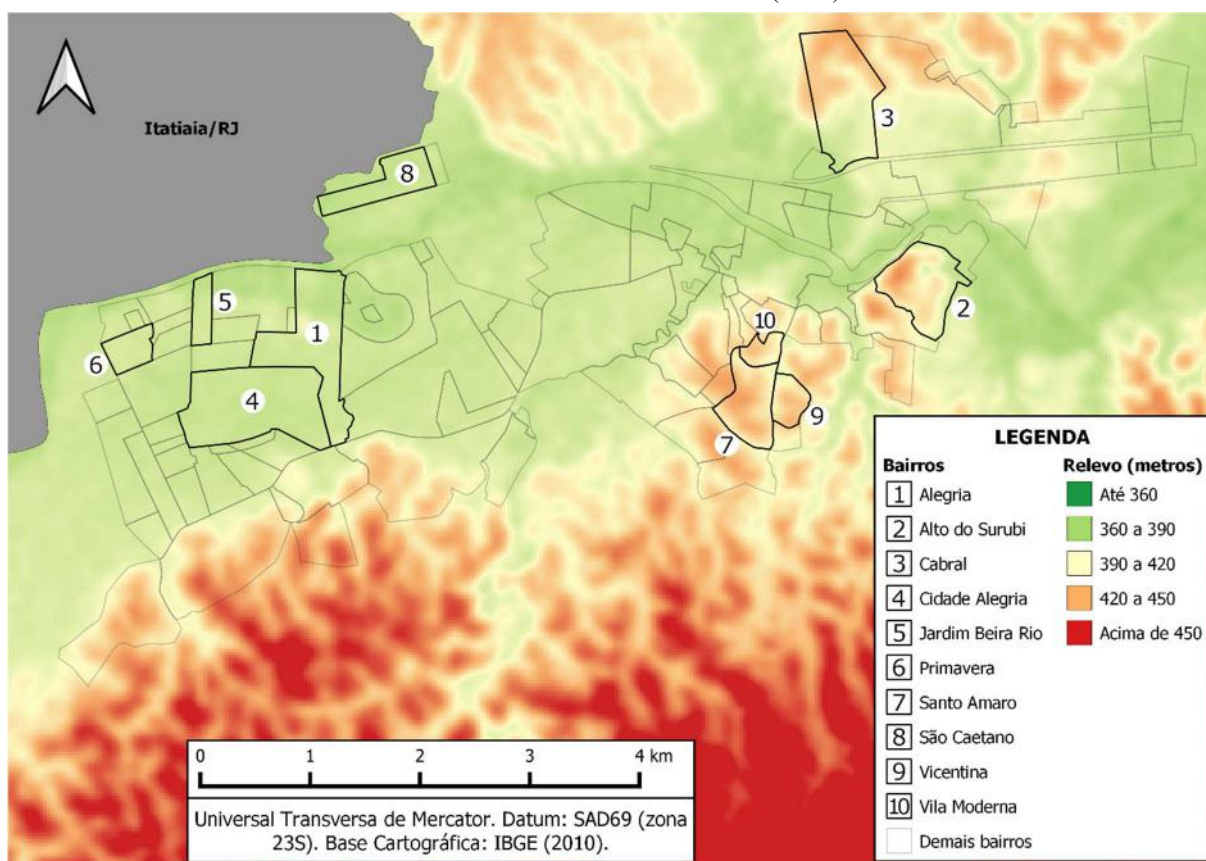 Itatiaia/RJ
3
8
5
1
2
10
6
4
9
7
LEGENDA
Bairros
1 Alegria
2 Alto do Surubi
3 Cabral
4 Cidade Alegria
5 Jardim Beira Rio
6 Primavera
7 Santo Amaro
8 São Caetano
9 Vicentina
10 Vila Moderna
Demais bairros
Relevo (metros)
Até 360
360 a 390
390 a 420
420 a 450
Acima de 450
0 1 2 3 4 km
Universal Transversa de Mercator. Datum: SAD69 (zona
23S). Base Cartográfica: IBGE (2010).